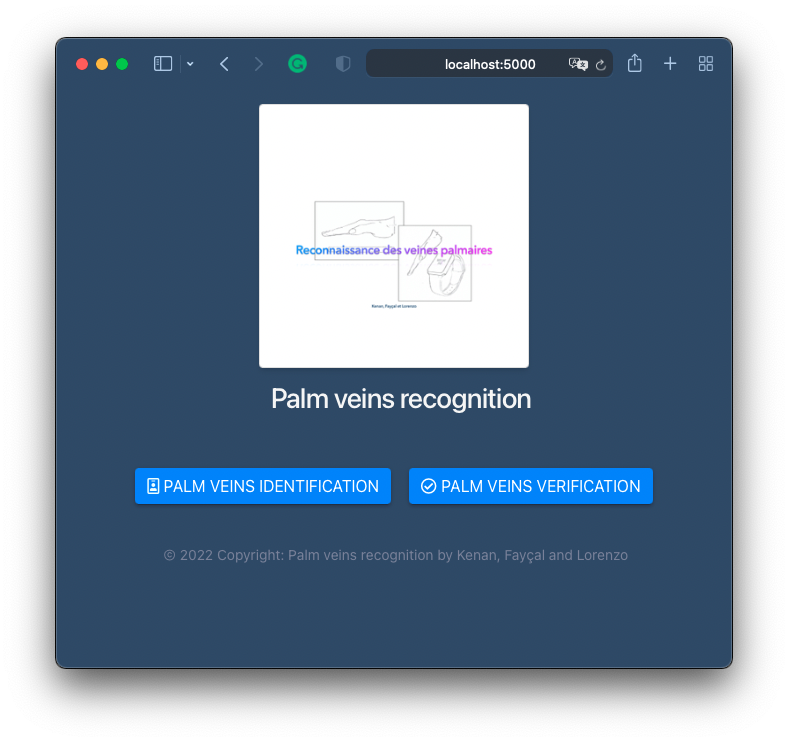 localhost:5000
Reconnaissance des veines palmaires
Kenan, Fayçal et Lorenzo
Palm veins recognition
PALM VEINS IDENTIFICATION
PALM VEINS VERIFICATION
© 2022 Copyright: Palm veins recognition by Kenan, Fayçal and Lorenzo